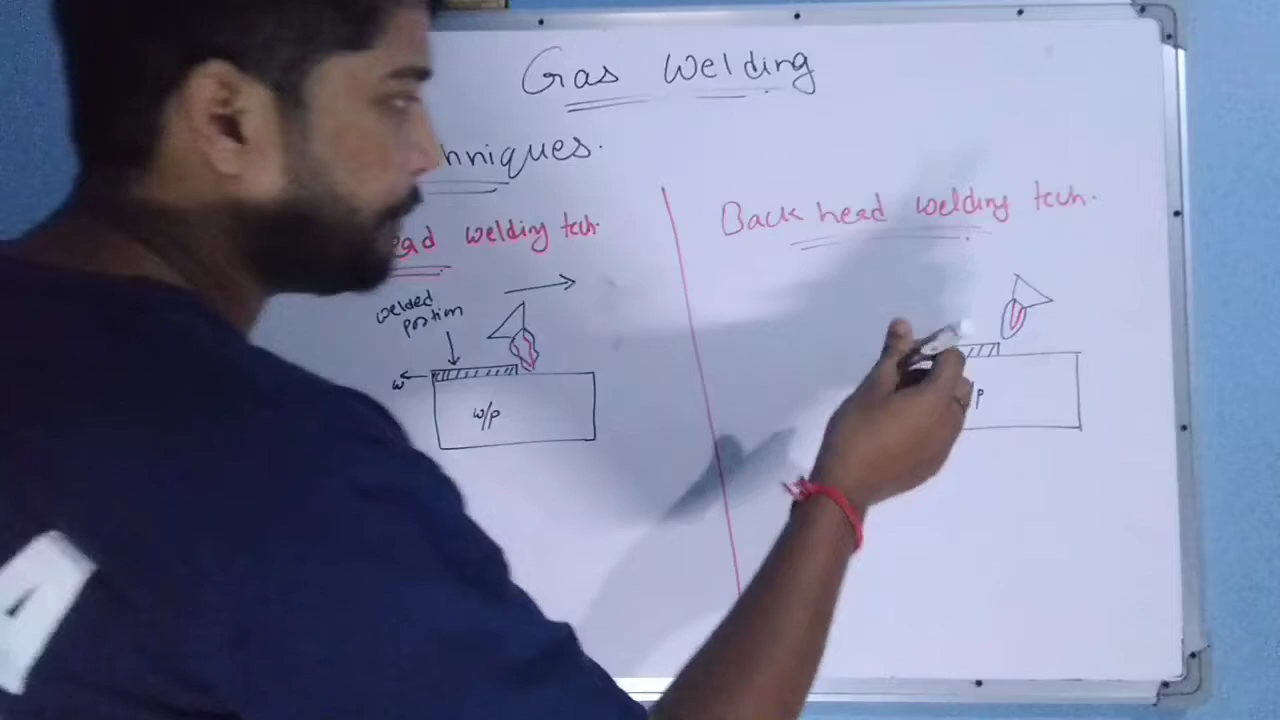 Gas Welding
hniques.
ead welding tech.
Back head welding tech.
welded
portion
w
w/p
p